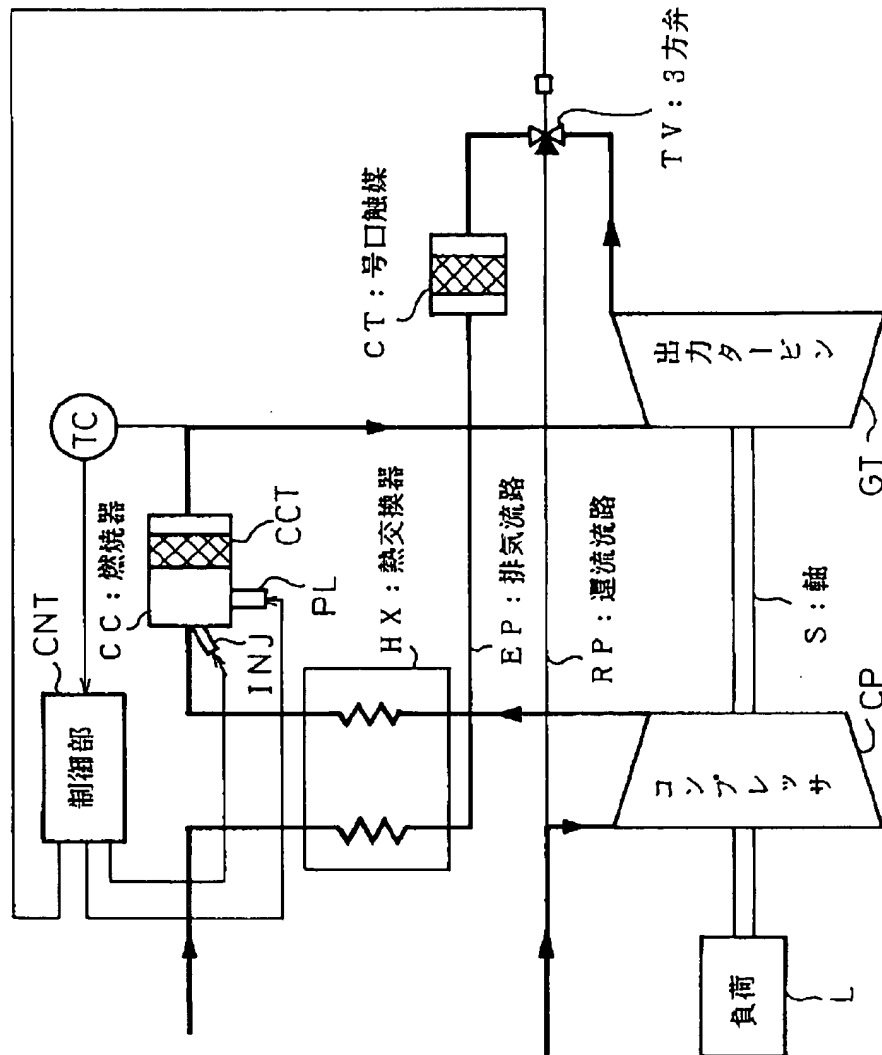 制御部
CNT
TC
CC:燃焼器
CCT
PL
INJ
HX:熱交換器
CT:号口触媒
TV:3方弁
EP:排気流路
RP:還流流路
出力タービン
GT
S:軸
コンプレッサ
CP
負荷
L